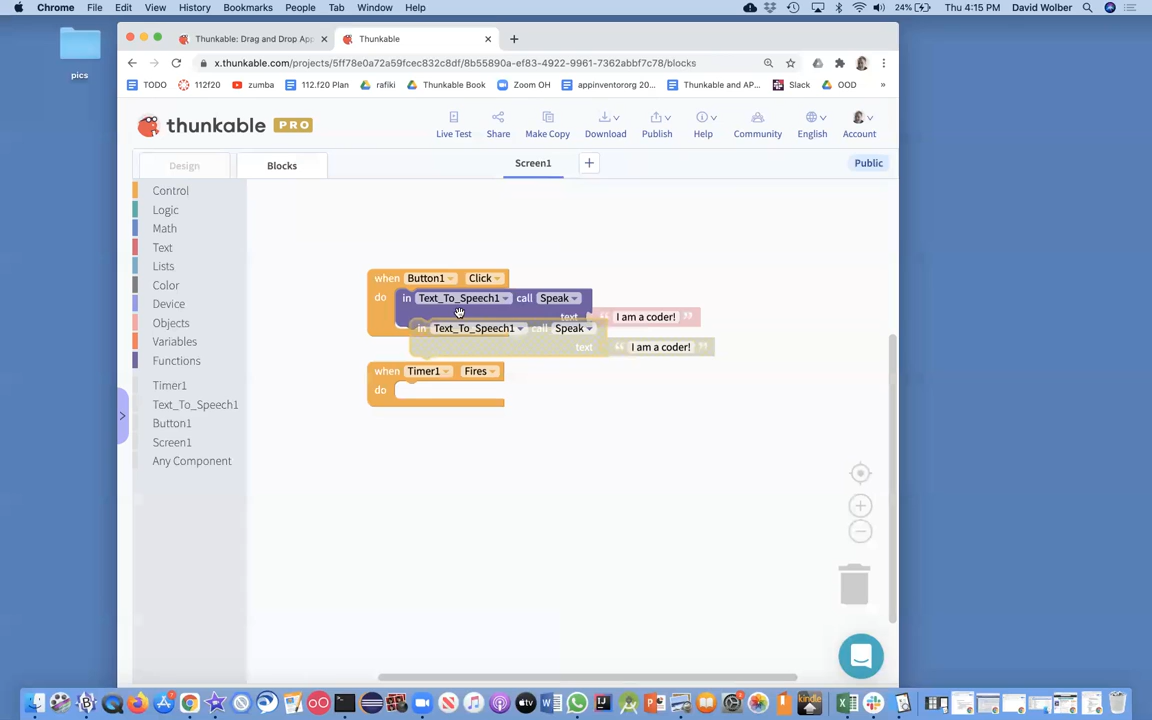 Chrome File Edit View History Bookmarks People Tab Window Help 24% Thu 4:15 PM David Wolber
pics
Thunkable: Drag and Drop Ap
Thunkable
x.thunkable.com/projects/5ff78e0a72a59fcec832c8df/8b55890a-ef83-4922-9961-7362abbf7c78/blocks
TODO 112f20 zumba 112.f20 Plan rafiki Thunkable Book Zoom OH appinventorog 20... Thunkable and AP... Slack OOD »
thunkable PRO
Live Test Share Make Copy Download Publish Help Community English Account
Design Blocks Screen1 Public
Control
Logic
Math
Text
Lists
Color
Device
Objects
Variables
Functions
Timer1
Text_To_Speech1
Button1
Screen1
Any Component
when Button1 Click
do in Text_To_Speech1 call Speak
text “ I am a coder! ”
in Text_To_Speech1 call Speak
text “ I am a coder! ”
when Timer1 Fires
do